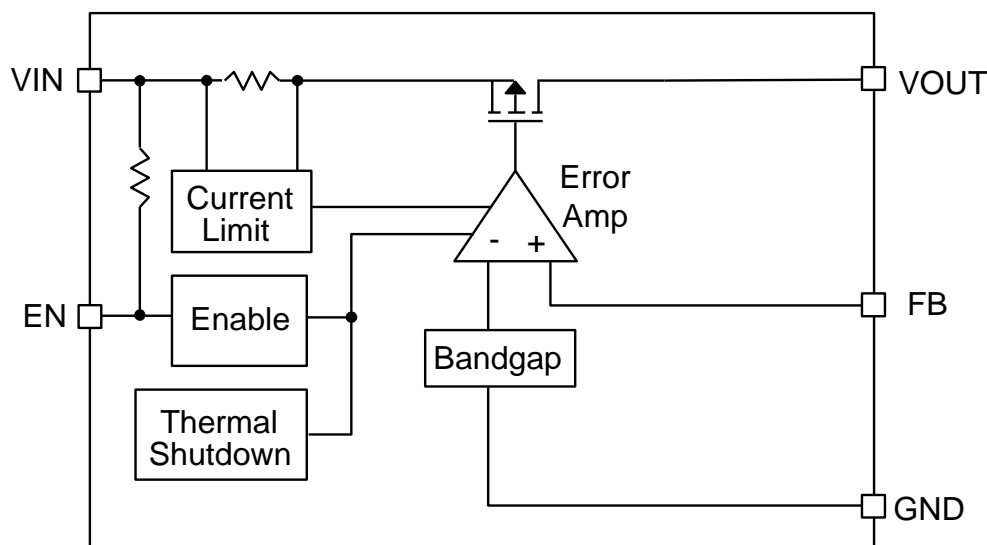 VIN
VOUT
Current
Limit
Error
Amp
- +
EN
Enable
FB
Bandgap
Thermal
Shutdown
GND